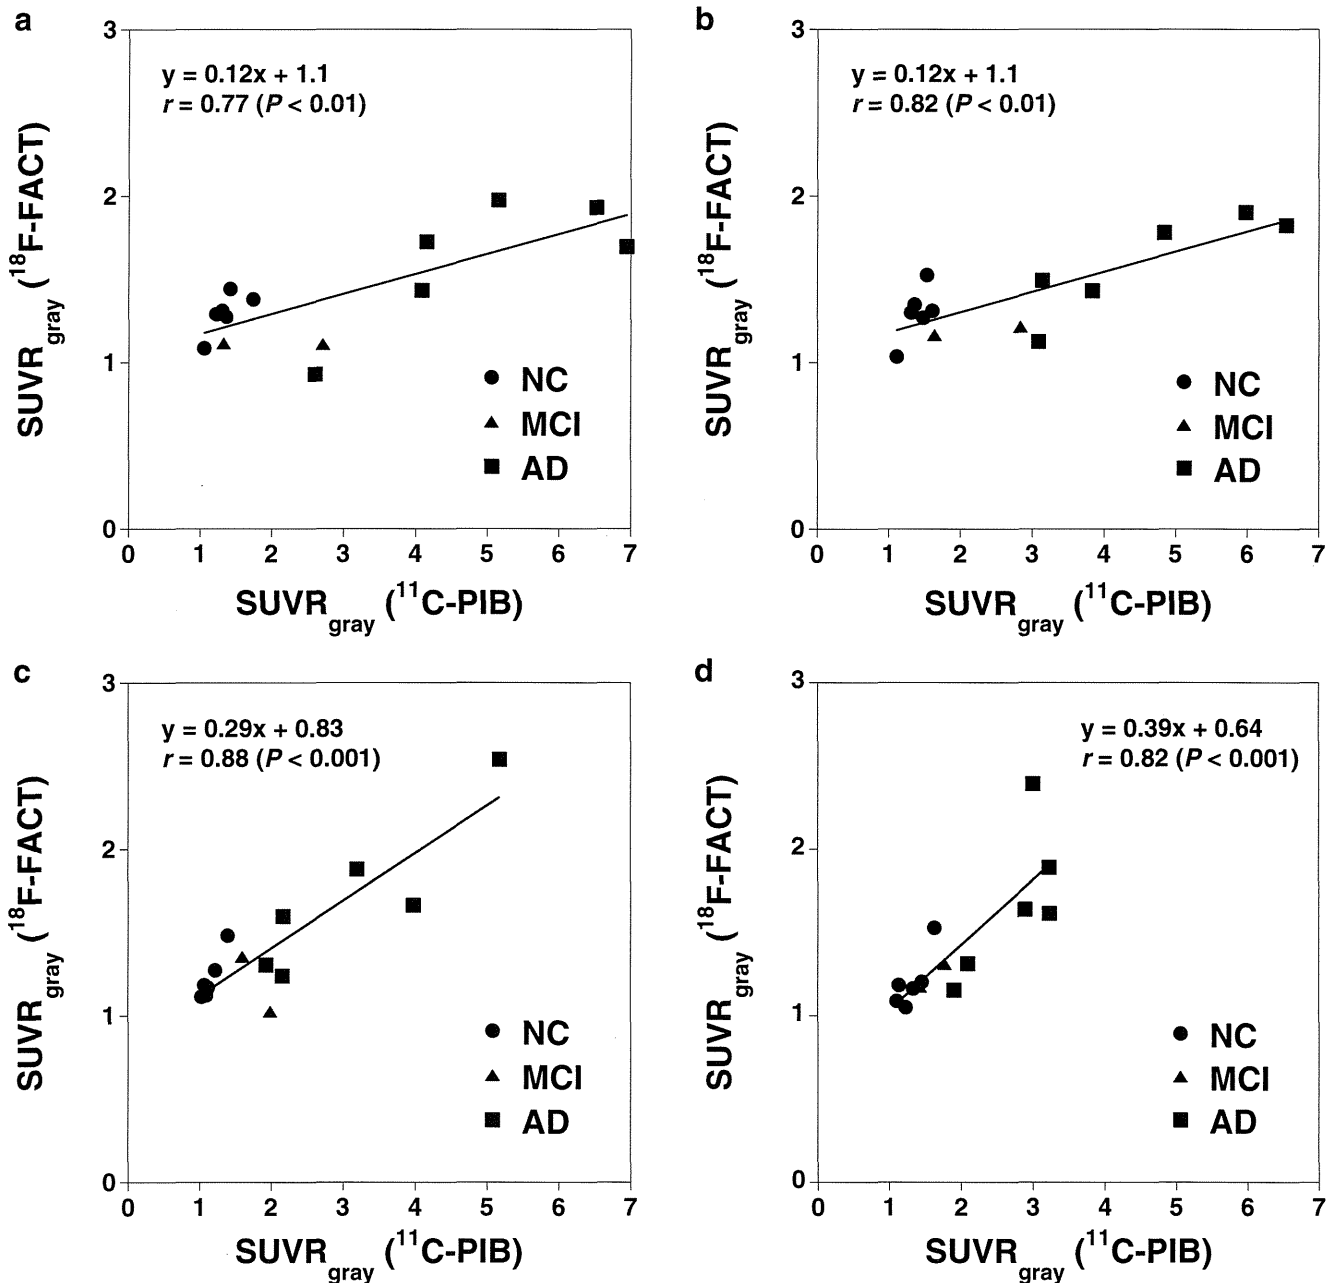 a
y = 0.12x + 1.1
r = 0.77 (P < 0.01)
3
2
1
0
SUVRgray (18F-FACT)
NC
MCI
AD
0 1 2 3 4 5 6 7
SUVRgray (11C-PIB)
b
y = 0.12x + 1.1
r = 0.82 (P < 0.01)
3
2
1
0
SUVRgray (18F-FACT)
NC
MCI
AD
0 1 2 3 4 5 6 7
SUVRgray (11C-PIB)
c
y = 0.29x + 0.83
r = 0.88 (P < 0.001)
3
2
1
0
SUVRgray (18F-FACT)
NC
MCI
AD
0 1 2 3 4 5 6 7
SUVRgray (11C-PIB)
d
y = 0.39x + 0.64
r = 0.82 (P < 0.001)
3
2
1
0
SUVRgray (18F-FACT)
NC
MCI
AD
0 1 2 3 4 5 6 7
SUVRgray (11C-PIB)